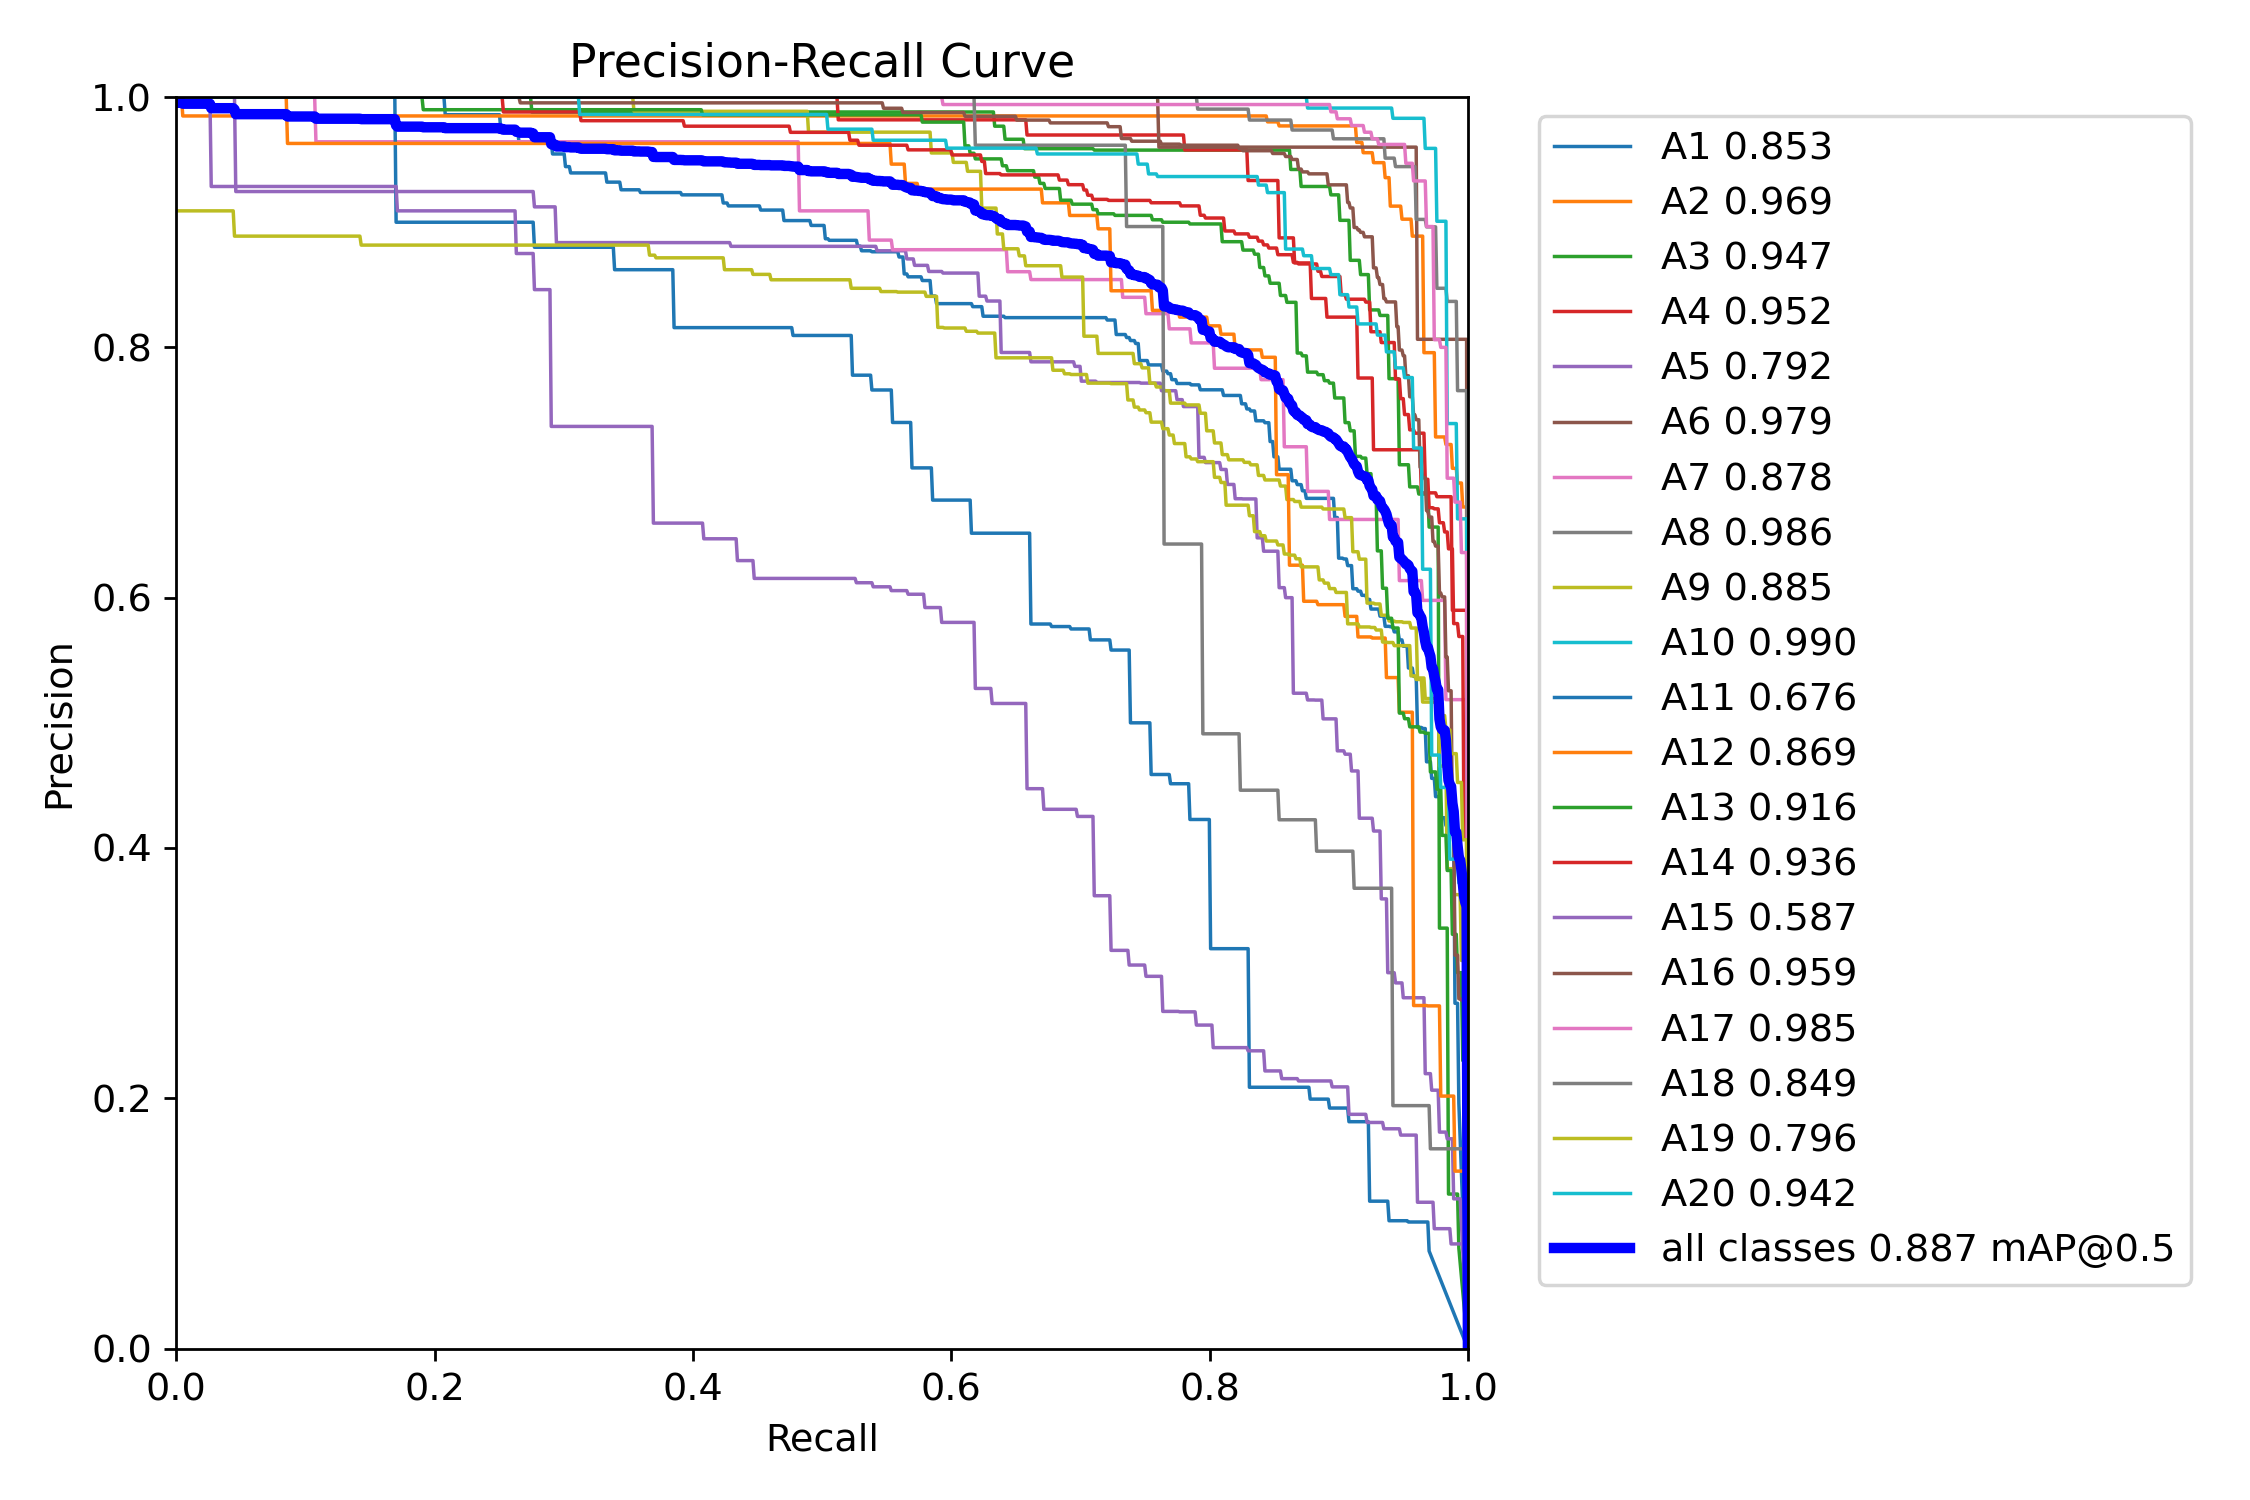 Precision-Recall Curve
1.0
0.8
0.6
0.4
0.2
0.0
Precision
0.0 0.2 0.4 0.6 0.8 1.0
Recall
A1 0.853
A2 0.969
A3 0.947
A4 0.952
A5 0.792
A6 0.979
A7 0.878
A8 0.986
A9 0.885
A10 0.990
A11 0.676
A12 0.869
A13 0.916
A14 0.936
A15 0.587
A16 0.959
A17 0.985
A18 0.849
A19 0.796
A20 0.942
all classes 0.887 mAP@0.5